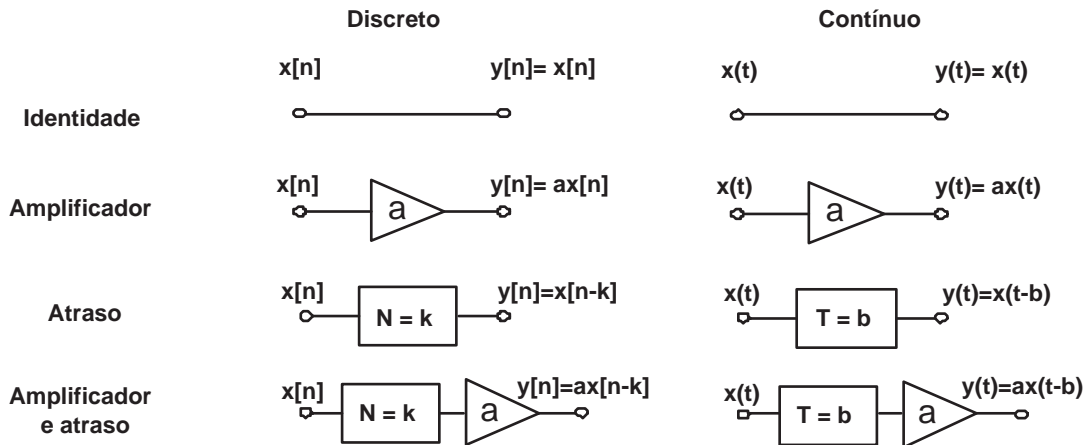 Discreto Contínuo
x[n] y[n]= x[n] x(t) y(t)= x(t)
Identidade
x[n] y[n]= ax[n] x(t) y(t)= ax(t)
Amplificador a a
x[n] y[n]=x[n-k] x(t) y(t)=x(t-b)
Atraso N = k T = b
x[n] y[n]=ax[n-k] x(t) y(t)=ax(t-b)
Amplificador N = k a T = b a
e atraso